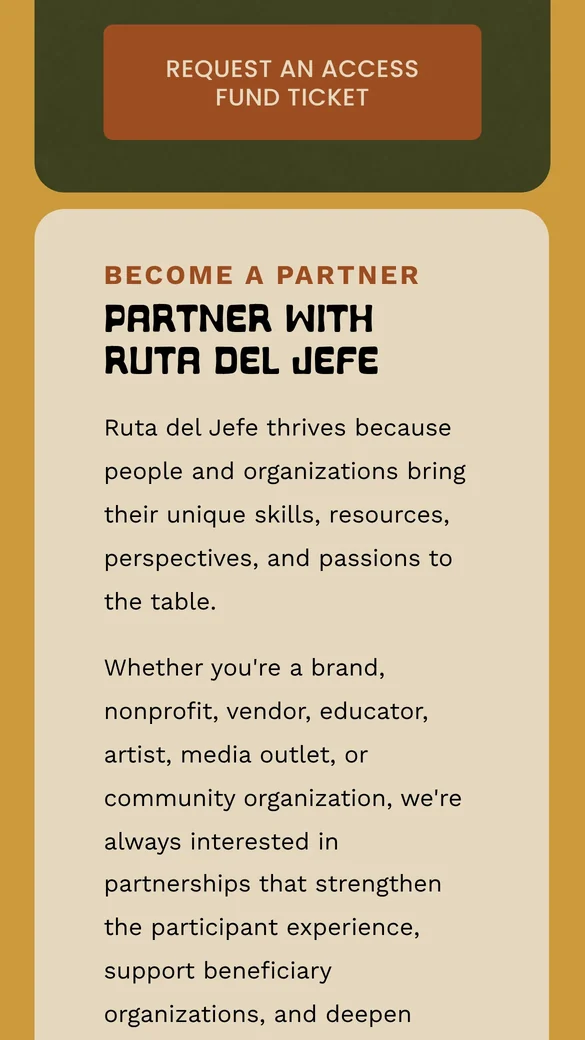 REQUEST AN ACCESS
FUND TICKET
BECOME A PARTNER
PARTNER WITH
RUTA DEL JEFE
Ruta del Jefe thrives because
people and organizations bring
their unique skills, resources,
perspectives, and passions to
the table.
Whether you're a brand,
nonprofit, vendor, educator,
artist, media outlet, or
community organization, we're
always interested in
partnerships that strengthen
the participant experience,
support beneficiary
organizations, and deepen